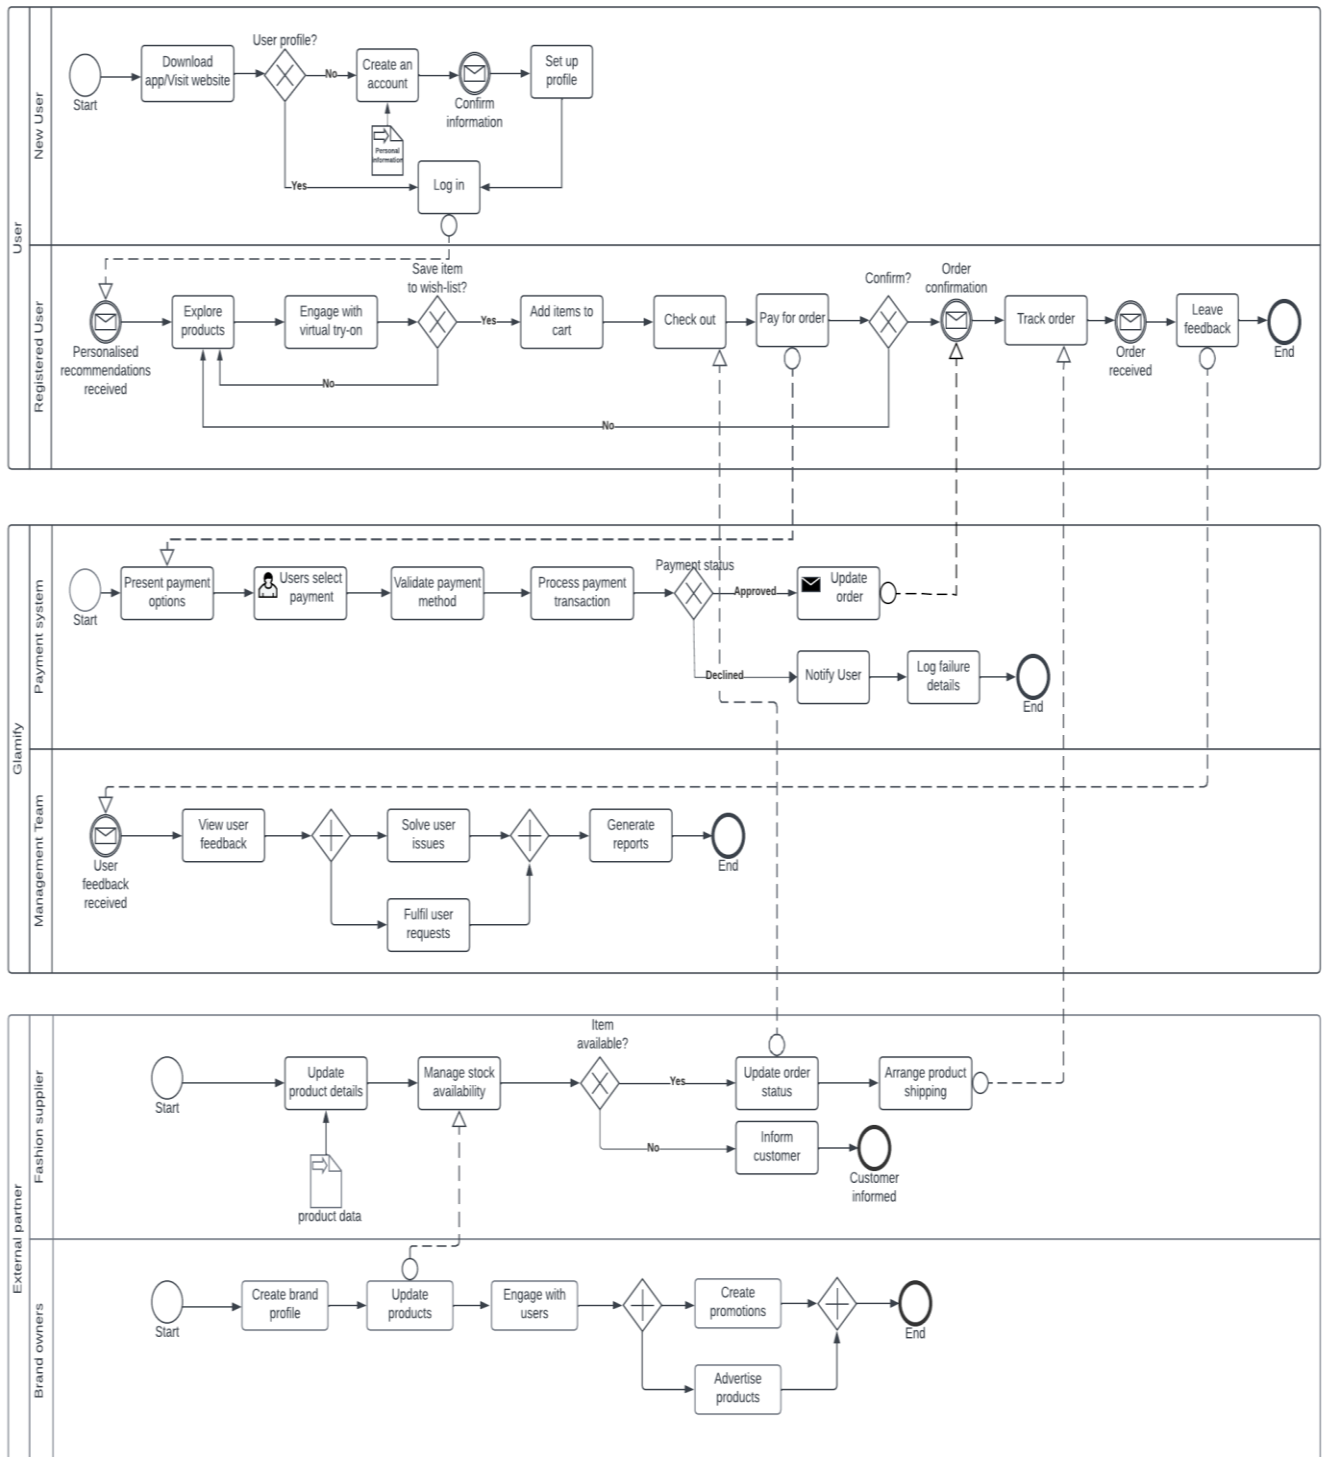 User
New User
Start
Download
app/Visit website
User profile?
No
Yes
Create an
account
Personal
information
Confirm
information
Set up
profile
Log in
Registered User
Personalised
recommendations
received
Explore
products
Engage with
virtual try-on
Save item
to wish-list?
Yes
No
Add items to
cart
Check out
Pay for order
Confirm?
No
Order
confirmation
Track order
Order
received
Leave
feedback
End
Glamify
Payment system
Start
Present payment
options
Users select
payment
Validate payment
method
Process payment
transaction
Payment status
Approved
Declined
Update
order
Notify User
Log failure
details
End
Management Team
User
feedback
received
View user
feedback
Solve user
issues
Fulfil user
requests
Generate
reports
End
External partner
Fashion supplier
Start
Update
product details
product data
Manage stock
availability
Item
available?
Yes
No
Update order
status
Arrange product
shipping
Inform
customer
Customer
informed
Brand owners
Start
Create brand
profile
Update
products
Engage with
users
Create
promotions
Advertise
products
End